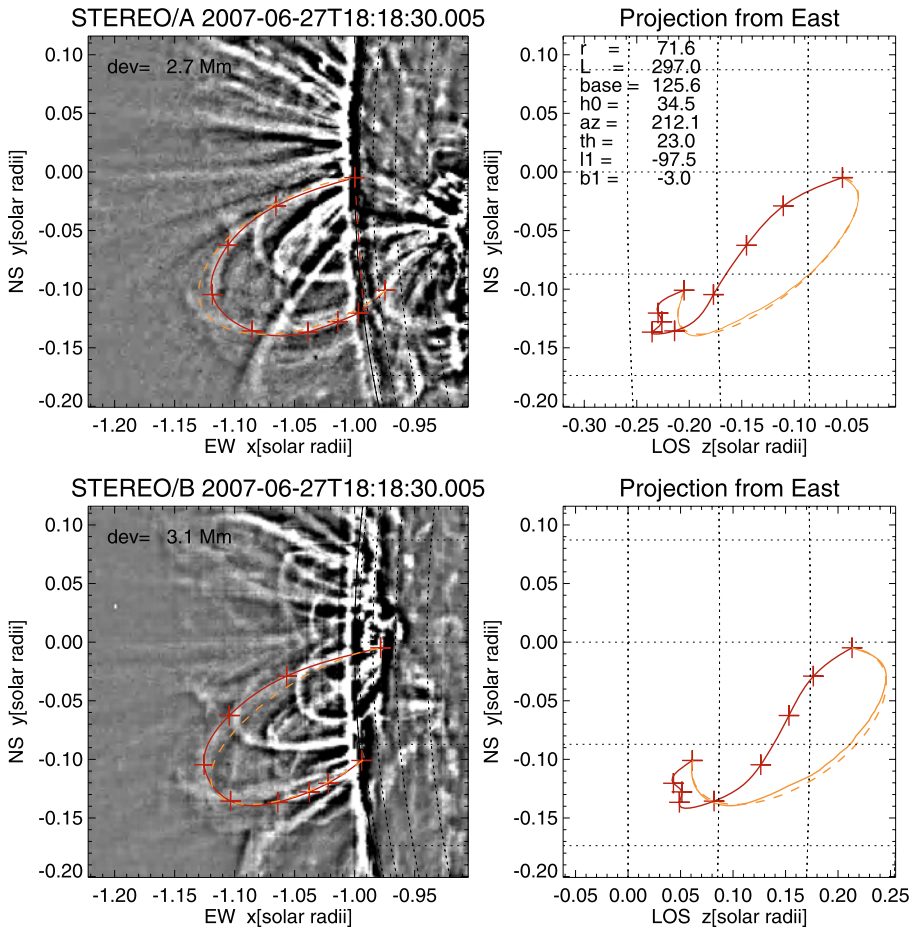 STEREO/A 2007-06-27T18:18:30.005
Projection from East
dev= 2.7 Mm
r = 71.6
L = 297.0
base = 125.6
h0 = 34.5
az = 212.1
th = 23.0
l1 = -97.5
b1 = -3.0
0.10
0.05
0.00
-0.05
-0.10
-0.15
-0.20
NS y[solar radii]
-1.20 -1.15 -1.10 -1.05 -1.00 -0.95
EW x[solar radii]
0.10
0.05
0.00
-0.05
-0.10
-0.15
-0.20
NS y[solar radii]
-0.30 -0.25 -0.20 -0.15 -0.10 -0.05
LOS z[solar radii]
STEREO/B 2007-06-27T18:18:30.005
Projection from East
dev= 3.1 Mm
0.10
0.05
0.00
-0.05
-0.10
-0.15
-0.20
NS y[solar radii]
-1.20 -1.15 -1.10 -1.05 -1.00 -0.95
EW x[solar radii]
0.10
0.05
0.00
-0.05
-0.10
-0.15
-0.20
NS y[solar radii]
-0.05 0.00 0.05 0.10 0.15 0.20 0.25
LOS z[solar radii]